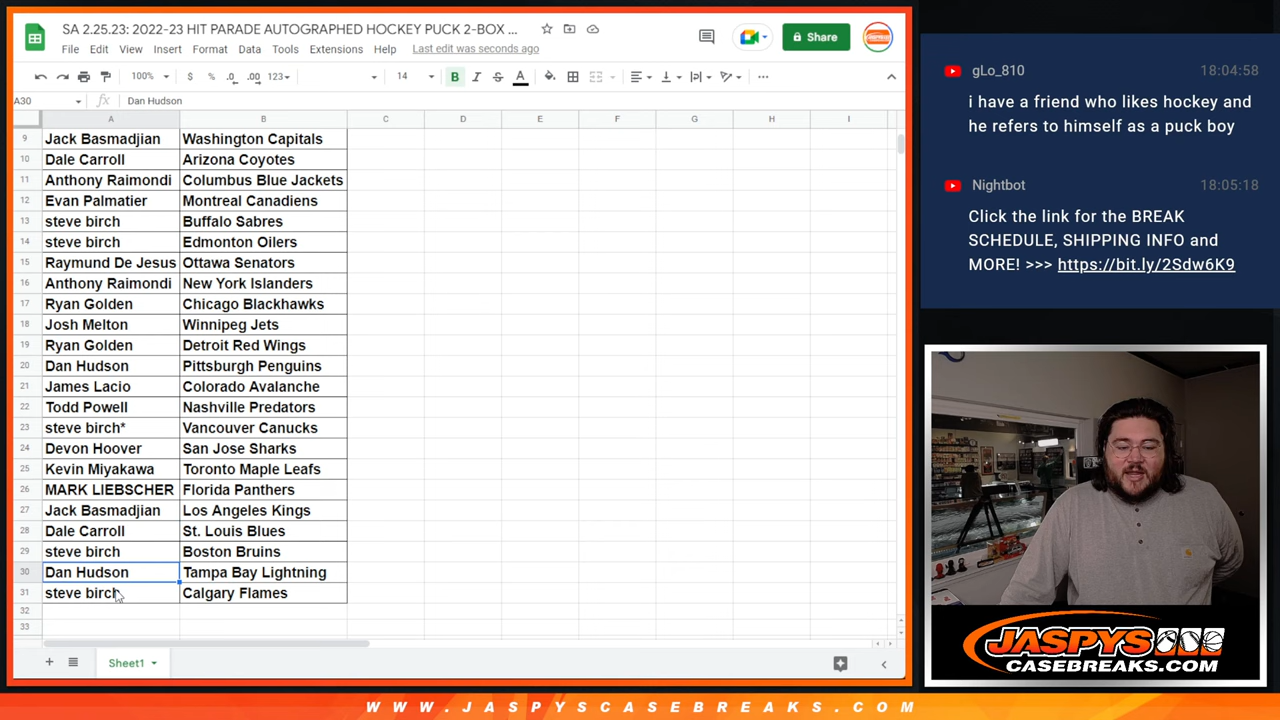 SA 2.25.23: 2022-23 HIT PARADE AUTOGRAPHED HOCKEY PUCK 2-BOX ...
File Edit View Insert Format Data Tools Extensions Help Last edit was seconds ago
Share
100% $ % .0 .00 123 14 B I S A
A30 fx Dan Hudson
A B C D E F G H I
9 Jack Basmadjian Washington Capitals
10 Dale Carroll Arizona Coyotes
11 Anthony Raimondi Columbus Blue Jackets
12 Evan Palmatier Montreal Canadiens
13 steve birch Buffalo Sabres
14 steve birch Edmonton Oilers
15 Raymund De Jesus Ottawa Senators
16 Anthony Raimondi New York Islanders
17 Ryan Golden Chicago Blackhawks
18 Josh Melton Winnipeg Jets
19 Ryan Golden Detroit Red Wings
20 Dan Hudson Pittsburgh Penguins
21 James Lacio Colorado Avalanche
22 Todd Powell Nashville Predators
23 steve birch* Vancouver Canucks
24 Devon Hoover San Jose Sharks
25 Kevin Miyakawa Toronto Maple Leafs
26 MARK LIEBSCHER Florida Panthers
27 Jack Basmadjian Los Angeles Kings
28 Dale Carroll St. Louis Blues
29 steve birch Boston Bruins
30 Dan Hudson Tampa Bay Lightning
31 steve birch Calgary Flames
32
33
Sheet1
gLo_810 18:04:58
i have a friend who likes hockey and
he refers to himself as a puck boy
Nightbot 18:05:18
Click the link for the BREAK
SCHEDULE, SHIPPING INFO and
MORE! >>> https://bit.ly/2Sdw6K9
JASPYS
CASEBREAKS.COM
WWW.JASPYSCASEBREAKS.COM